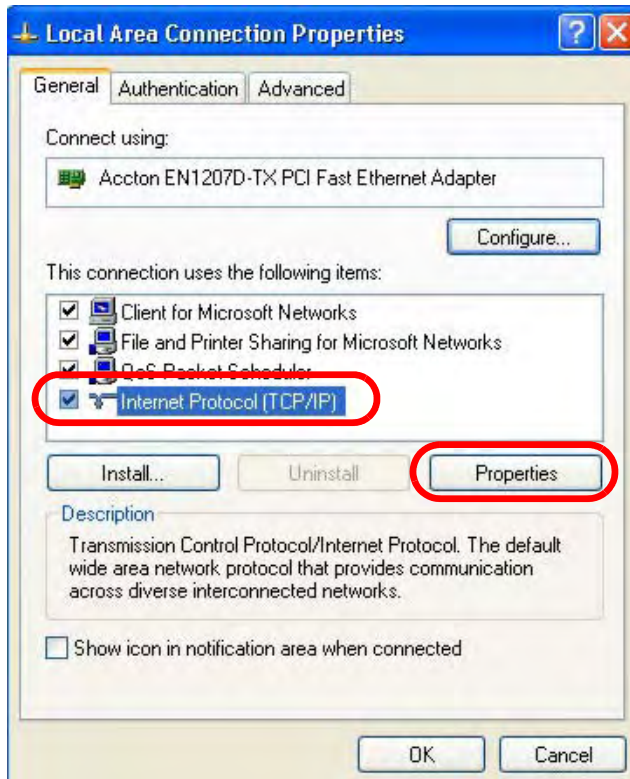 Local Area Connection Properties
General Authentication Advanced
Connect using:
Accton EN1207D-TX PCI Fast Ethernet Adapter
Configure...
This connection uses the following items:
Client for Microsoft Networks
File and Printer Sharing for Microsoft Networks
QoS Packet Scheduler
Internet Protocol (TCP/IP)
Install... Uninstall Properties
Description
Transmission Control Protocol/Internet Protocol. The default
wide area network protocol that provides communication
across diverse interconnected networks.
Show icon in notification area when connected
OK Cancel